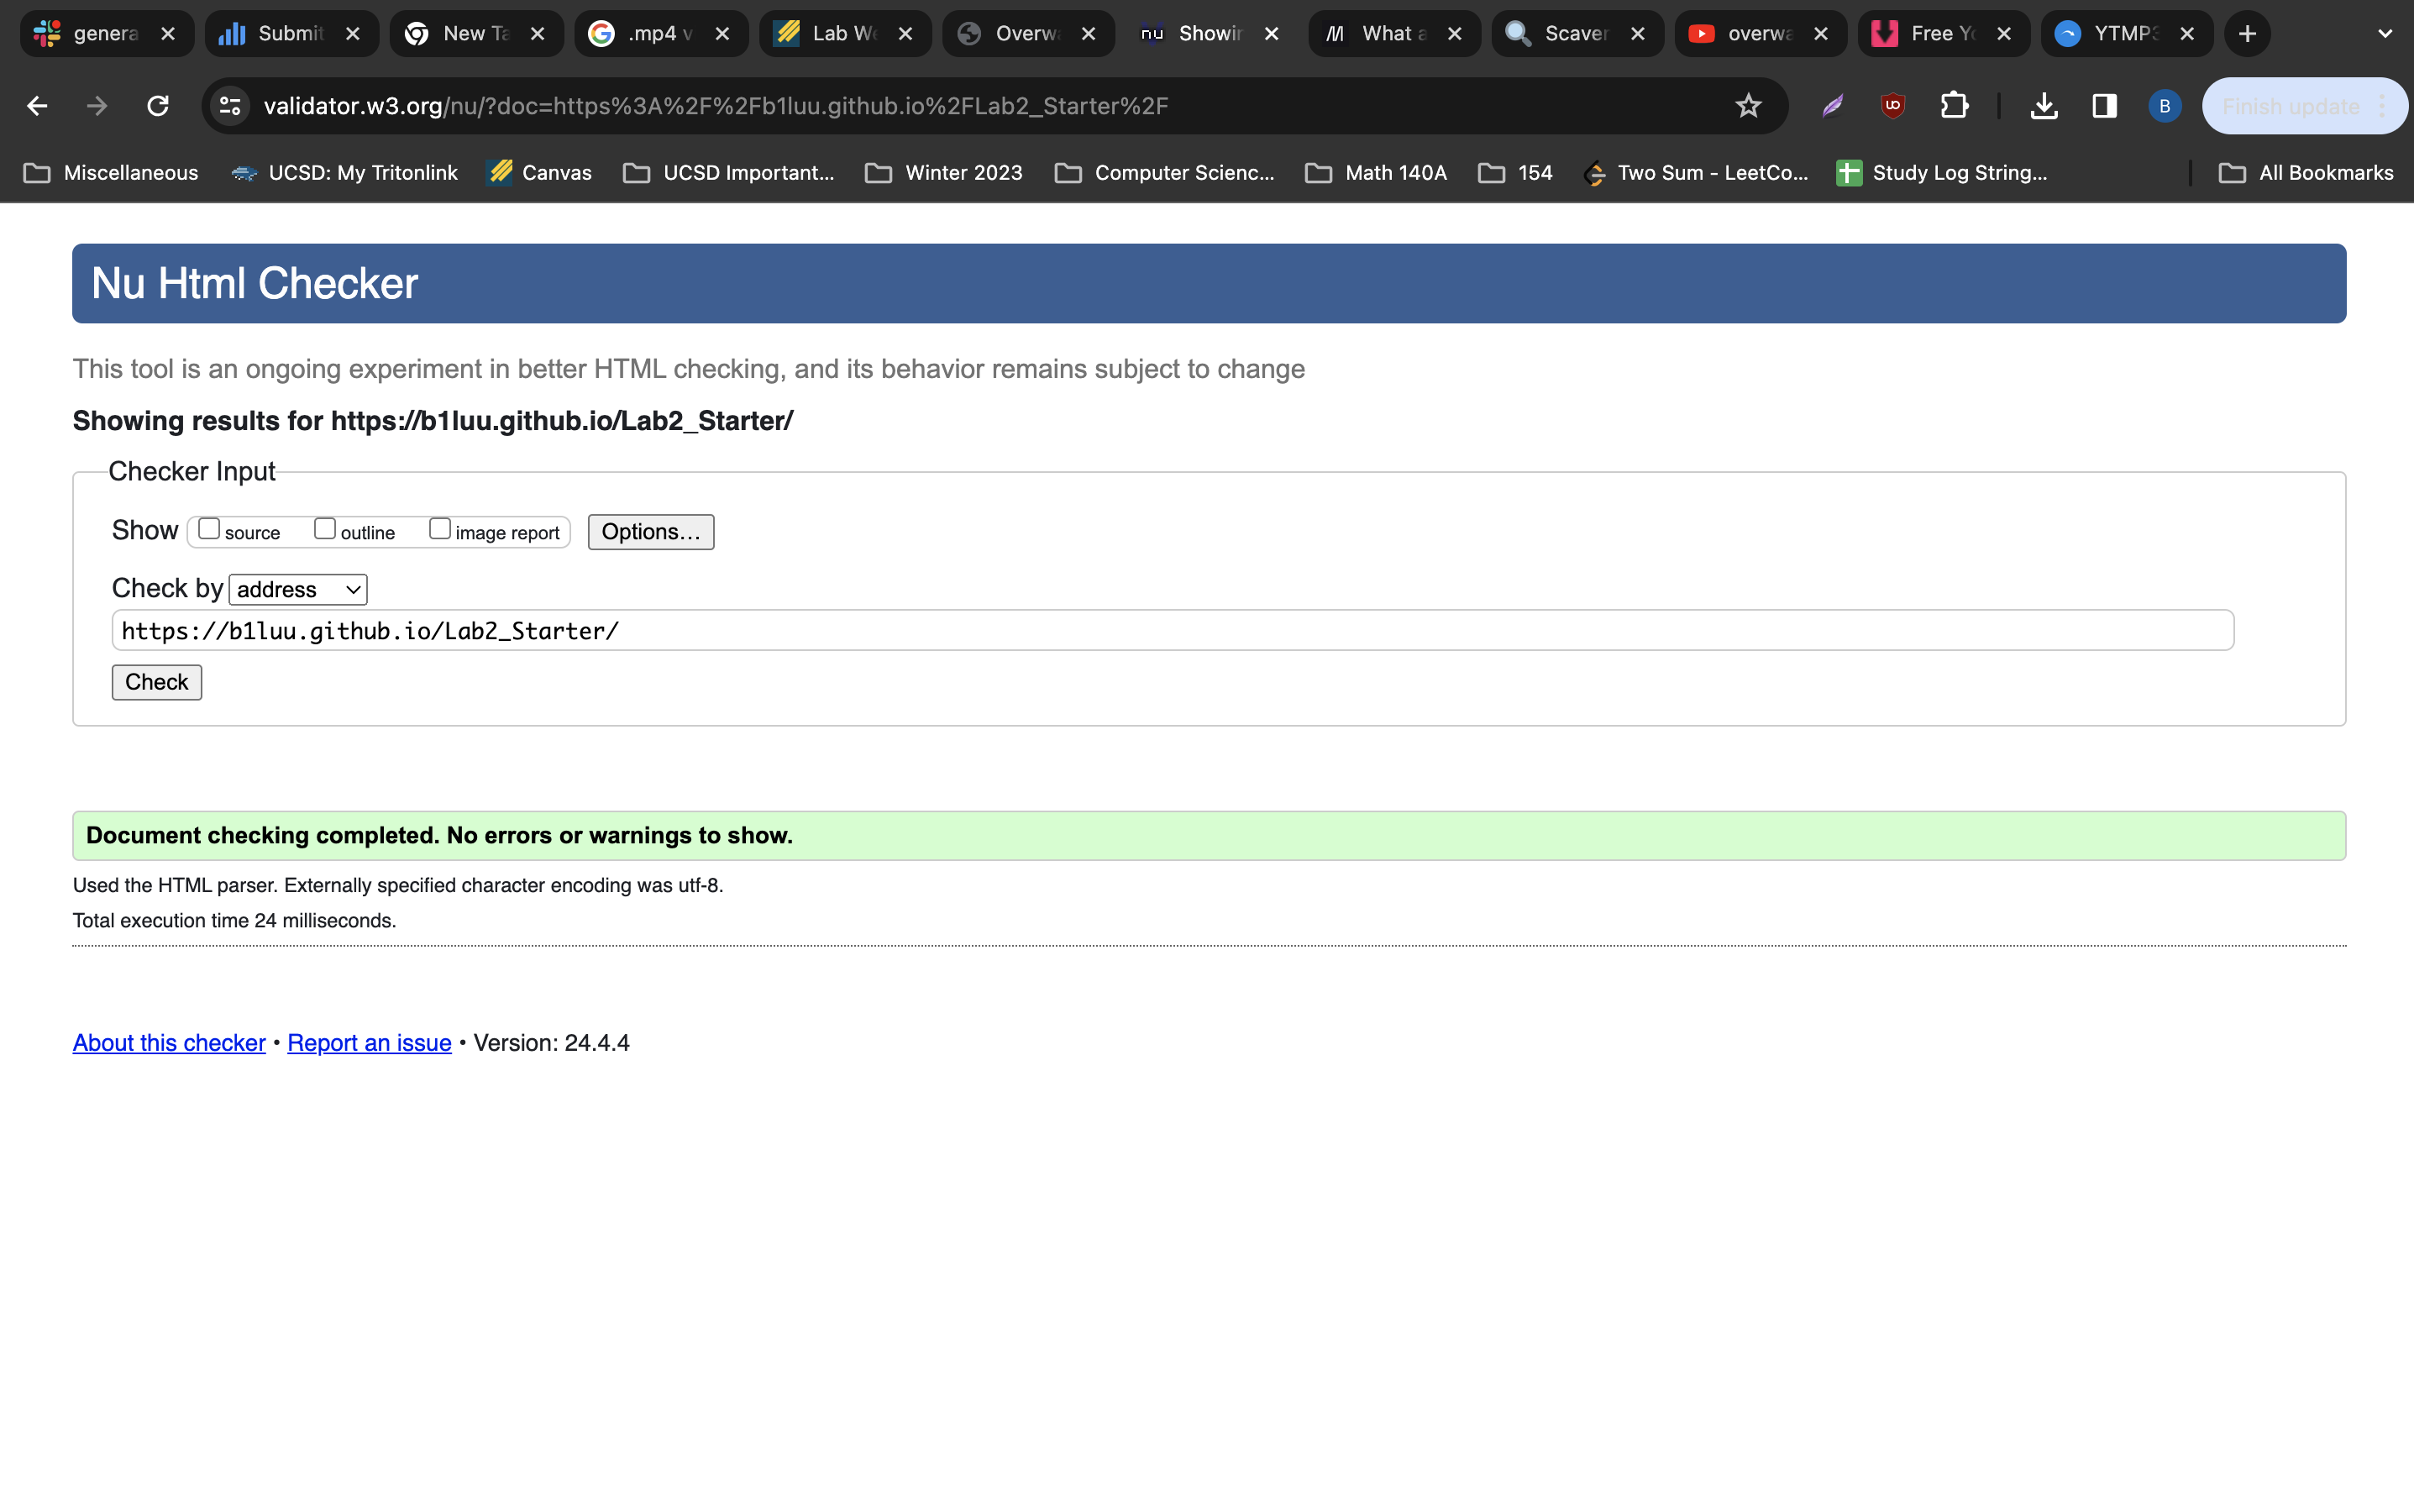 genera Submit New Ta .mp4 v Lab We Overwa Showin What a Scaven overwa Free Yo YTMP3
validator.w3.org/nu/?doc=https%3A%2F%2Fb1luu.github.io%2FLab2_Starter%2F B Finish update
Miscellaneous UCSD: My Tritonlink Canvas UCSD Important... Winter 2023 Computer Scienc... Math 140A 154 Two Sum - LeetCo... Study Log String... All Bookmarks
Nu Html Checker
This tool is an ongoing experiment in better HTML checking, and its behavior remains subject to change
Showing results for https://b1luu.github.io/Lab2_Starter/
Checker Input
Show source outline image report Options...
Check by address
https://b1luu.github.io/Lab2_Starter/
Check
Document checking completed. No errors or warnings to show.
Used the HTML parser. Externally specified character encoding was utf-8.
Total execution time 24 milliseconds.
About this checker • Report an issue • Version: 24.4.4